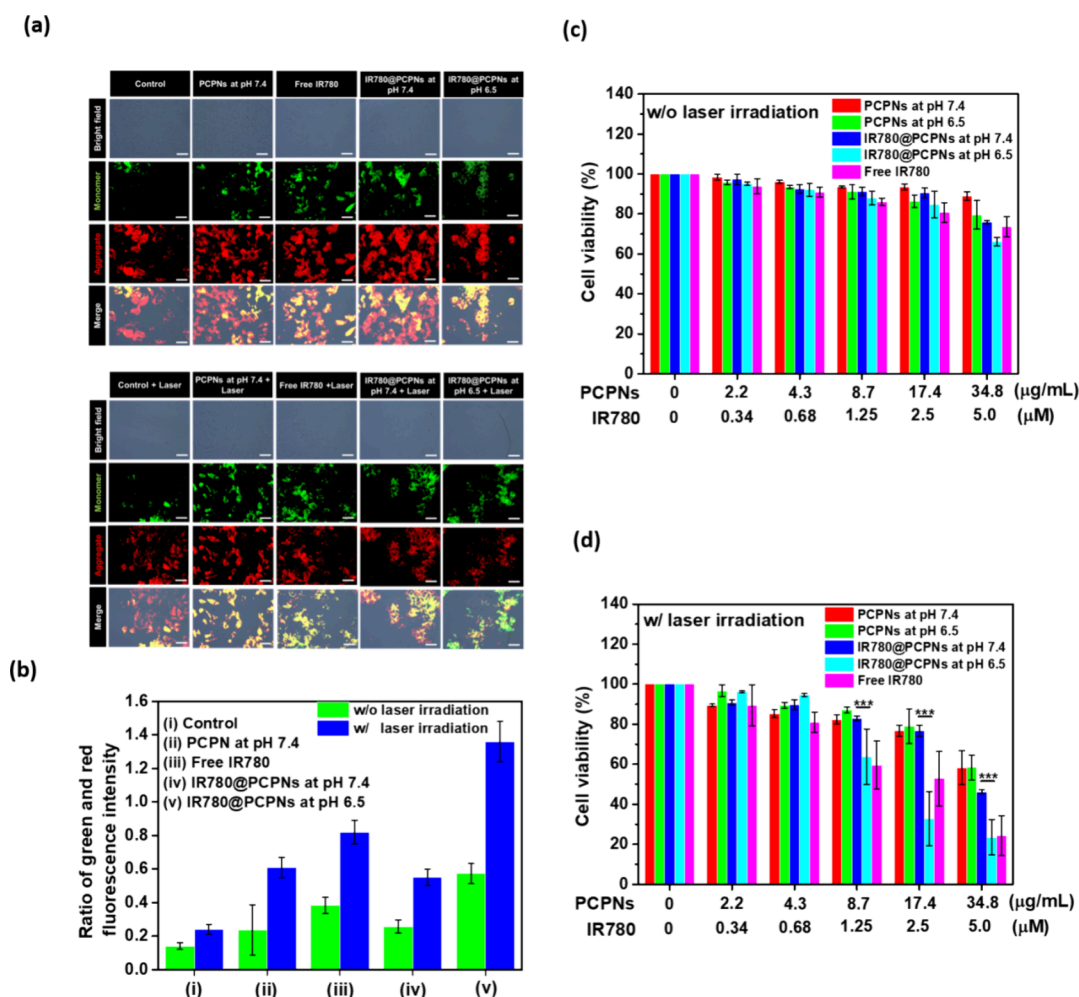 (a)
Control
PCPNs at pH 7.4
Free IR780
IR780@PCPNs at
pH 7.4
IR780@PCPNs at
pH 6.5
Bright field
Monomer
Aggregate
Merge
Control + Laser
PCPNs at pH 7.4 +
Laser
Free IR780 +Laser
IR780@PCPNs at
pH 7.4 + Laser
IR780@PCPNs at
pH 6.5 + Laser
Bright field
Monomer
Aggregate
Merge
(b)
Ratio of green and red
fluorescence intensity
1.6
1.4
1.2
1.0
0.8
0.6
0.4
0.2
0.0
(i) Control
(ii) PCPN at pH 7.4
(iii) Free IR780
(iv) IR780@PCPNs at pH 7.4
(v) IR780@PCPNs at pH 6.5
w/o laser irradiation
w/ laser irradiation
(i) (ii) (iii) (iv) (v)
(c)
Cell viability (%)
140
120
100
80
60
40
20
0
w/o laser irradiation
PCPNs at pH 7.4
PCPNs at pH 6.5
IR780@PCPNs at pH 7.4
IR780@PCPNs at pH 6.5
Free IR780
PCPNs 0 2.2 4.3 8.7 17.4 34.8 (μg/mL)
IR780 0 0.34 0.68 1.25 2.5 5.0 (μM)
(d)
Cell viability (%)
140
120
100
80
60
40
20
0
w/ laser irradiation
PCPNs at pH 7.4
PCPNs at pH 6.5
IR780@PCPNs at pH 7.4
IR780@PCPNs at pH 6.5
Free IR780
*** *** ***
PCPNs 0 2.2 4.3 8.7 17.4 34.8 (μg/mL)
IR780 0 0.34 0.68 1.25 2.5 5.0 (μM)